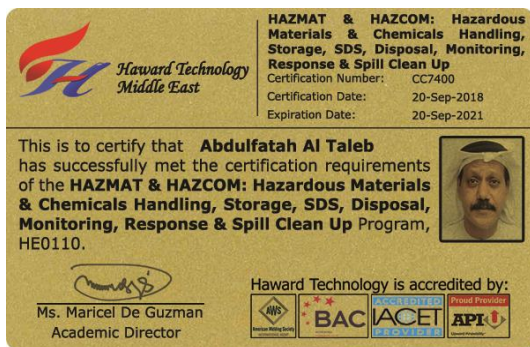 Haward Technology
Middle East
HAZMAT & HAZCOM: Hazardous
Materials & Chemicals Handling,
Storage, SDS, Disposal, Monitoring,
Response & Spill Clean Up
Certification Number: CC7400
Certification Date: 20-Sep-2018
Expiration Date: 20-Sep-2021
This is to certify that Abdulfatah Al Taleb
has successfully met the certification requirements
of the HAZMAT & HAZCOM: Hazardous Materials
& Chemicals Handling, Storage, SDS, Disposal,
Monitoring, Response & Spill Clean Up Program,
HE0110.
Ms. Maricel De Guzman
Academic Director
Haward Technology is accredited by:
AWS
American Welding Society
BAC
ACCREDITED
IACET
PROVIDER
Proud Provider
API U